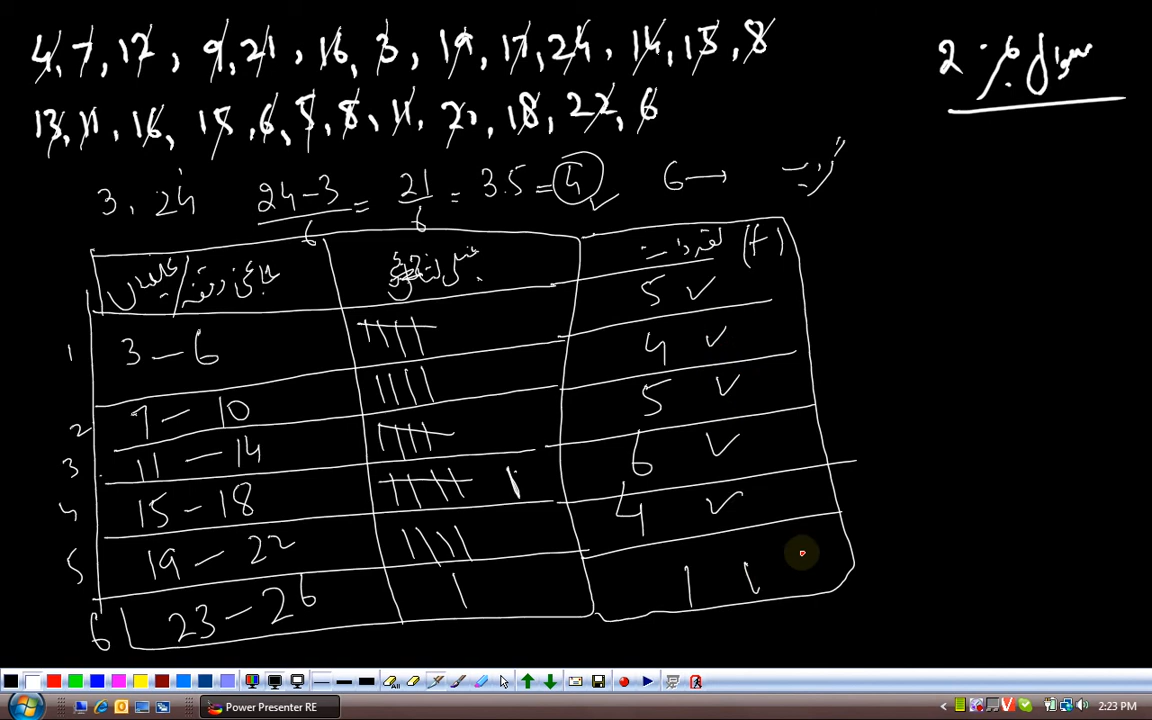 4, 7, 12, 9, 21, 16, 3, 19, 17, 24, 14, 15, 8
سوال نمبر 2
13, 11, 16, 15, 6, 5, 8, 11, 20, 18, 22, 6
3, 24 24-3/6 = 21/6 = 3.5 = 4 6 →
(f)
1 3 – 6 5 ✓
2 7 – 10 4 ✓
3 11 – 14 5 ✓
4 15 – 18 6 ✓
5 19 – 22 4 ✓
6 23 – 26 1
Power Presenter RE
2:23 PM